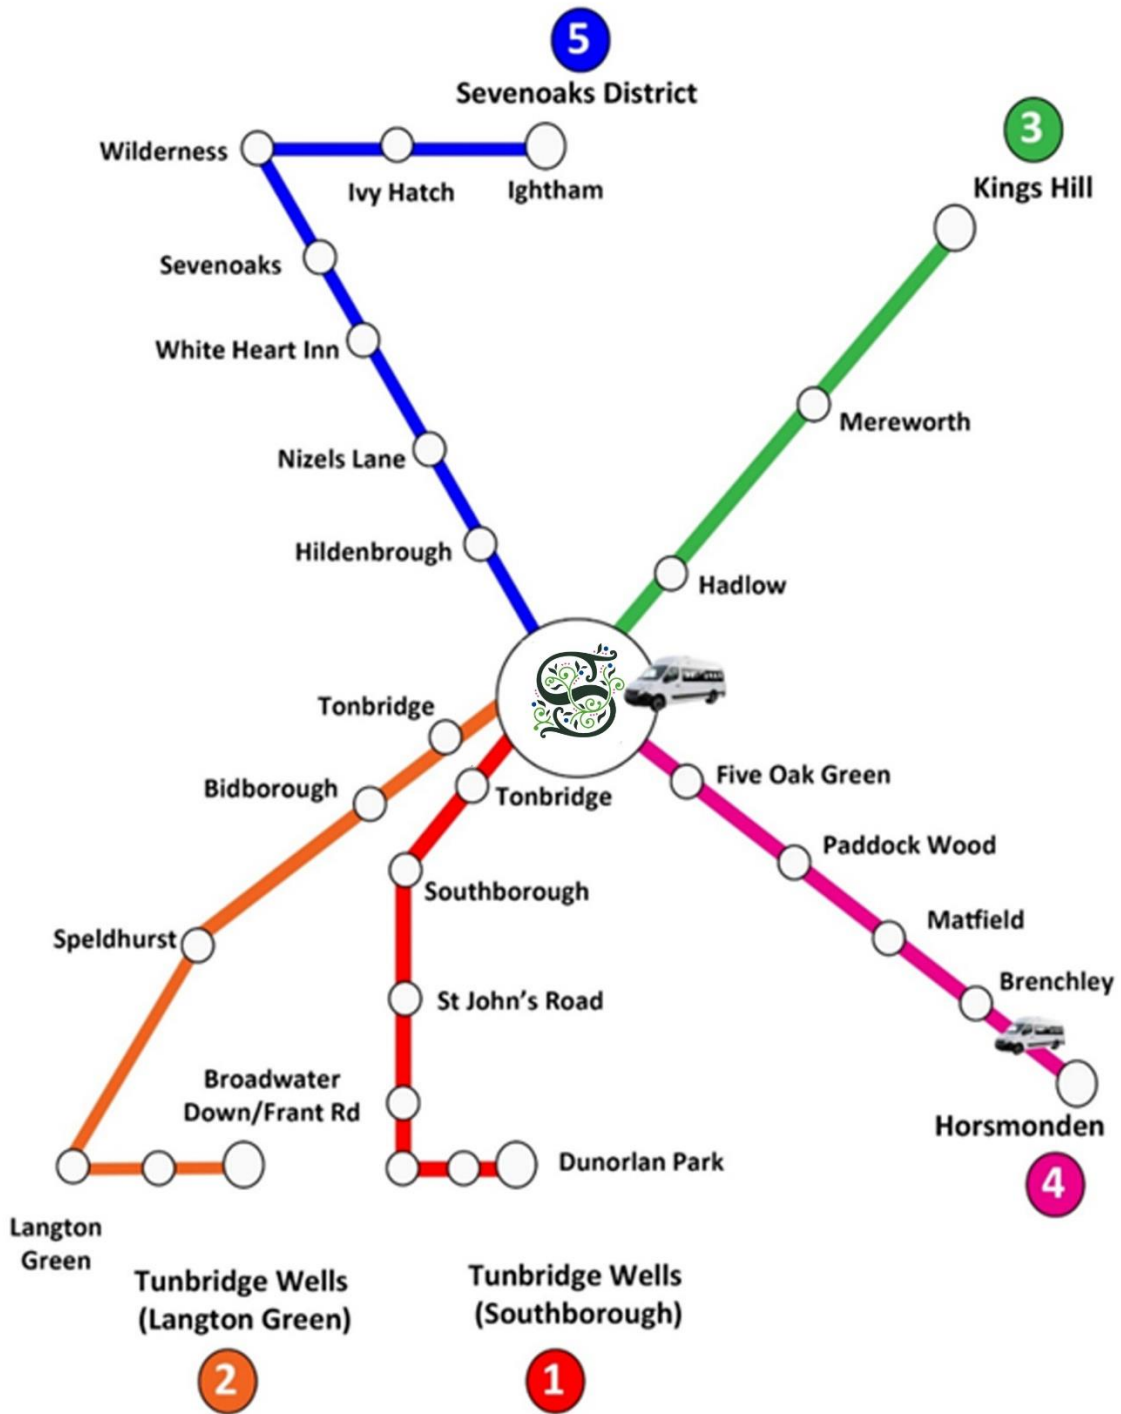 5
Sevenoaks District
3
Kings Hill
Wilderness
Ivy Hatch
Ightham
Sevenoaks
White Heart Inn
Mereworth
Nizels Lane
Hildenbrough
Hadlow
S
Tonbridge
Five Oak Green
Bidborough
Tonbridge
Paddock Wood
Southborough
Matfield
Speldhurst
Brenchley
St John’s Road
Broadwater
Down/Frant Rd
Horsmonden
Dunorlan Park
4
Langton
Green
Tunbridge Wells
(Langton Green)
Tunbridge Wells
(Southborough)
2
1